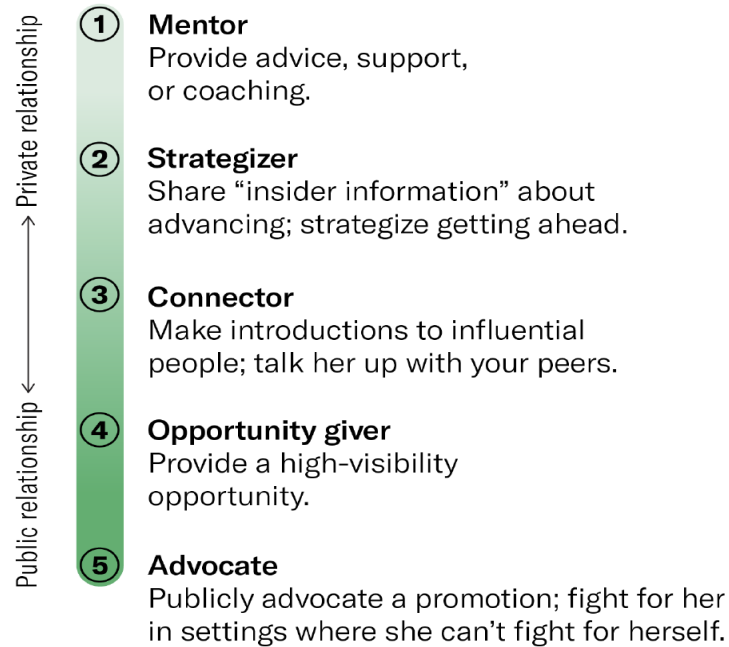 Private relationship
Public relationship
1 Mentor
Provide advice, support,
or coaching.
2 Strategizer
Share “insider information” about
advancing; strategize getting ahead.
3 Connector
Make introductions to influential
people; talk her up with your peers.
4 Opportunity giver
Provide a high-visibility
opportunity.
5 Advocate
Publicly advocate a promotion; fight for her
in settings where she can’t fight for herself.